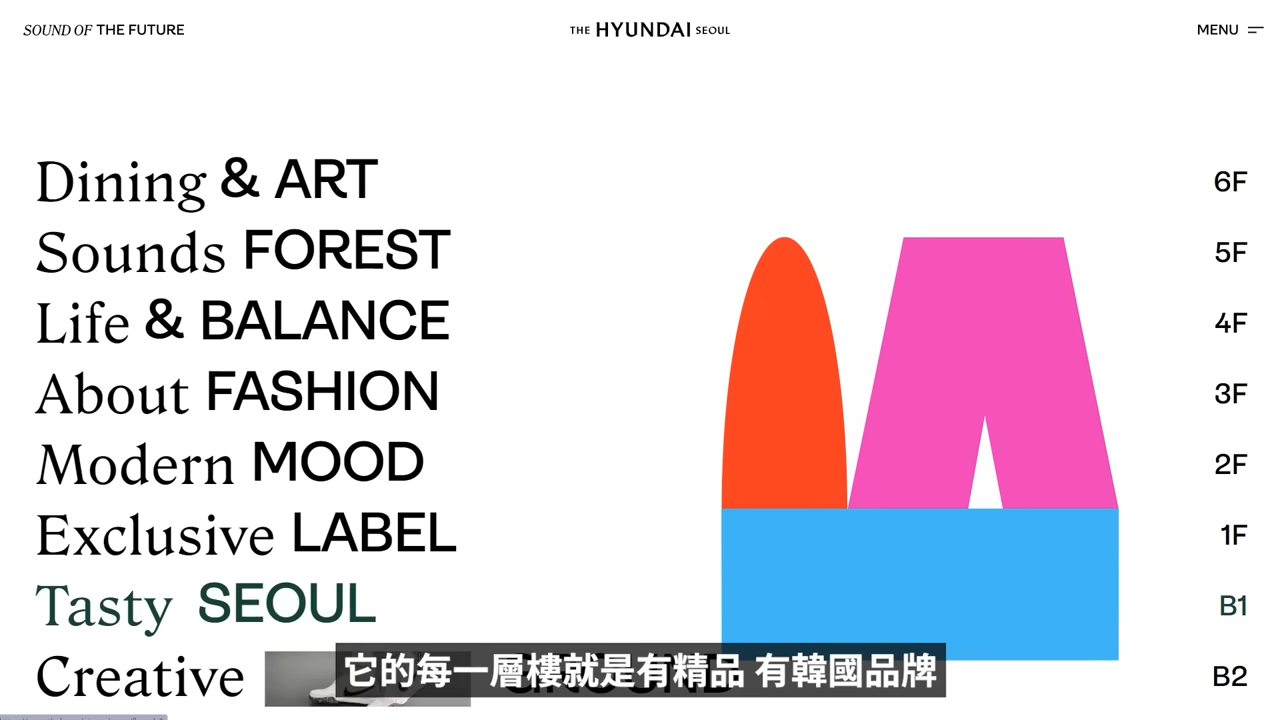 SOUND OF THE FUTURE
THE HYUNDAI SEOUL
MENU
Dining & ART 6F
Sounds FOREST 5F
Life & BALANCE 4F
About FASHION 3F
Modern MOOD 2F
Exclusive LABEL 1F
Tasty SEOUL B1
Creative GROUND B2
它的每一層樓就是有精品 有韓國品牌